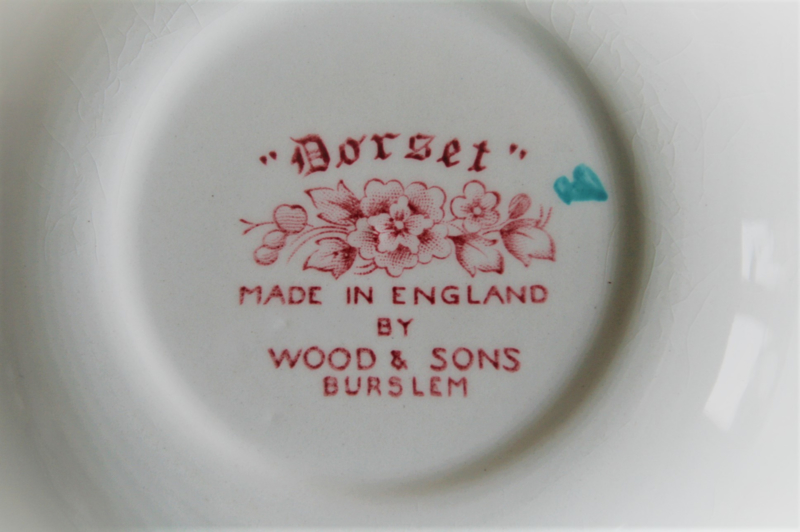 "Dorset"
MADE IN ENGLAND
BY
WOOD & SONS
BURSLEM